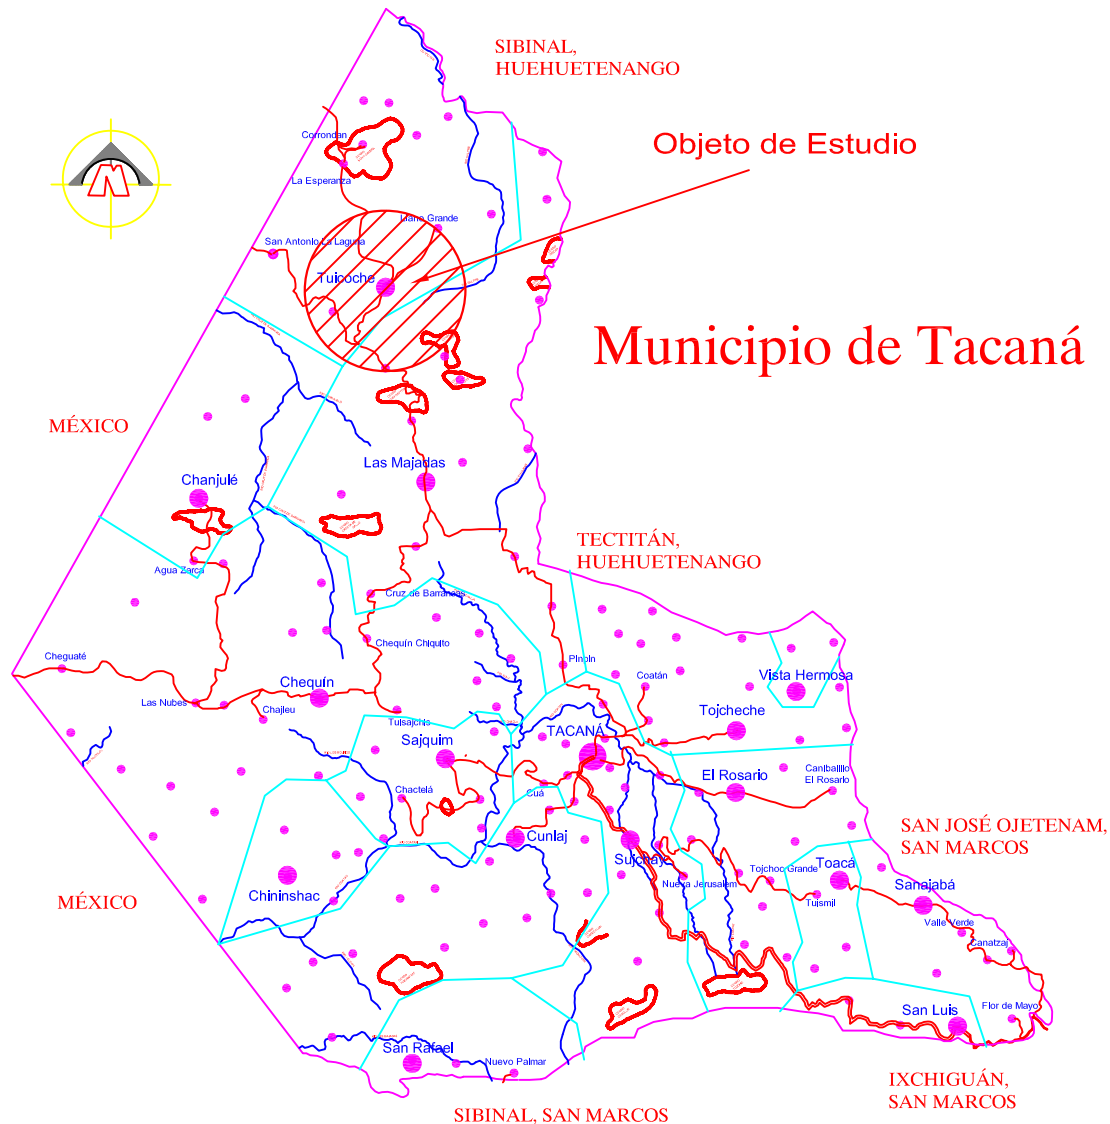 SIBINAL,
HUEHUETENANGO
Objeto de Estudio
Corrondan
La Esperanza
Llano Grande
San Antonio La Laguna
Tuicoche
Municipio de Tacaná
MÉXICO
Las Majadas
Chanjulé
TECTITÁN,
HUEHUETENANGO
Agua Zarca
Cruz de Barrancas
Chequín Chiquito
Cheguaté
Pinoln
Coatán
Vista Hermosa
Chequín
Las Nubes
Chajleu
Tuisajchis
Tojcheche
TACANÁ
Sajquim
El Rosario
Canibalillo
El Rosario
Chactelá
Cuá
SAN JOSÉ OJETENAM,
SAN MARCOS
Cunlaj
Sujchay
Tojchoc Grande
Toacá
Chininshac
Nueva Jerusalem
Sanajabá
Tuismil
MÉXICO
Valle Verde
Canatzaj
San Luis
Flor de Mayo
San Rafael
Nuevo Palmar
IXCHIGUÁN,
SAN MARCOS
SIBINAL, SAN MARCOS